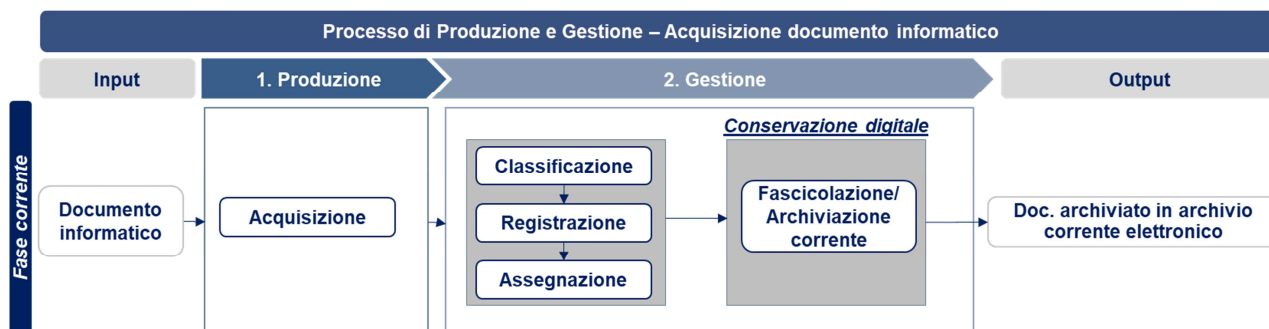 Processo di Produzione e Gestione – Acquisizione documento informatico
Input
1. Produzione
2. Gestione
Output
Fase corrente
Documento
informatico
Acquisizione
Classificazione
Registrazione
Assegnazione
Conservazione digitale
Fascicolazione/
Archiviazione
corrente
Doc. archiviato in archivio
corrente elettronico